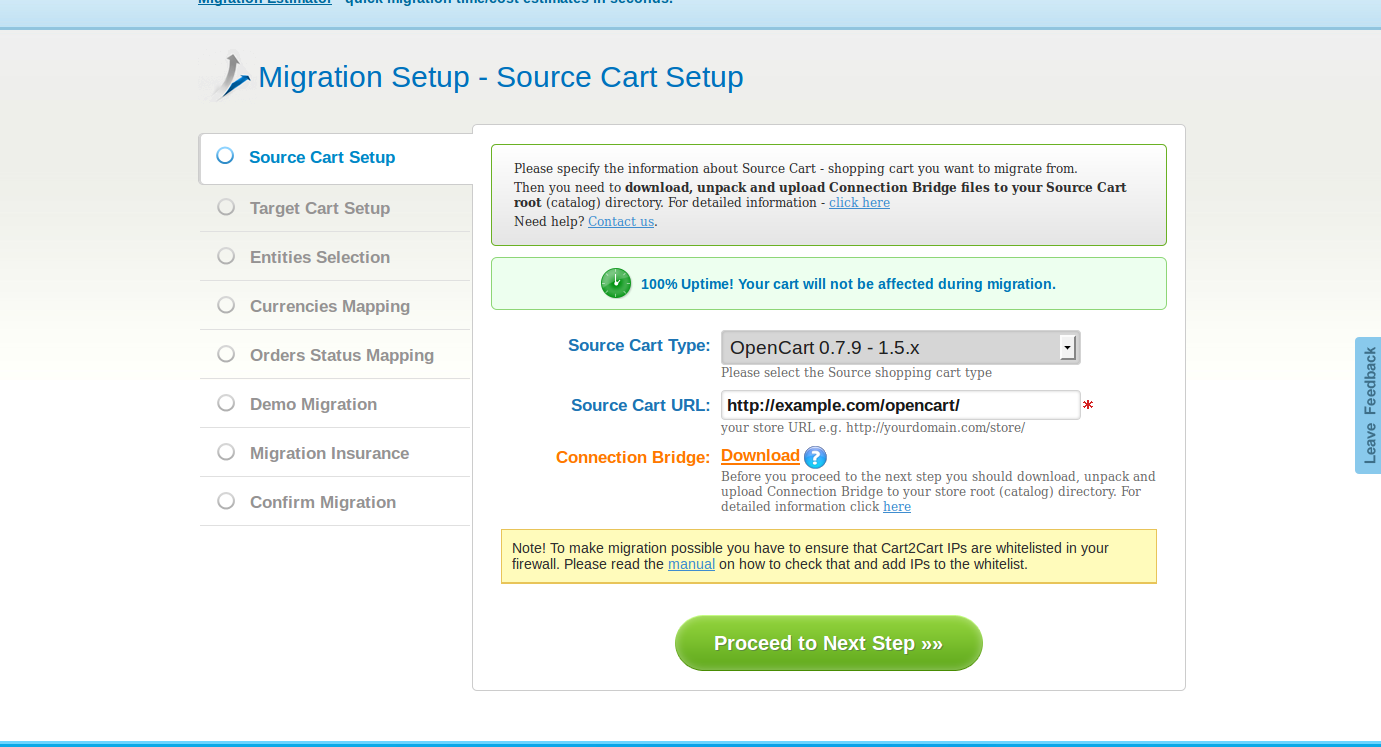 Migration Estimator - quick migration time/cost estimates in seconds.
Migration Setup - Source Cart Setup
Source Cart Setup
Target Cart Setup
Entities Selection
Currencies Mapping
Orders Status Mapping
Demo Migration
Migration Insurance
Confirm Migration
Please specify the information about Source Cart - shopping cart you want to migrate from.
Then you need to download, unpack and upload Connection Bridge files to your Source Cart
root (catalog) directory. For detailed information - click here
Need help? Contact us.
100% Uptime! Your cart will not be affected during migration.
Source Cart Type: OpenCart 0.7.9 - 1.5.x
Please select the Source shopping cart type
Source Cart URL: http://example.com/opencart/ *
your store URL e.g. http://yourdomain.com/store/
Connection Bridge: Download ?
Before you proceed to the next step you should download, unpack and
upload Connection Bridge to your store root (catalog) directory. For
detailed information click here
Note! To make migration possible you have to ensure that Cart2Cart IPs are whitelisted in your
firewall. Please read the manual on how to check that and add IPs to the whitelist.
Proceed to Next Step »»
Leave Feedback